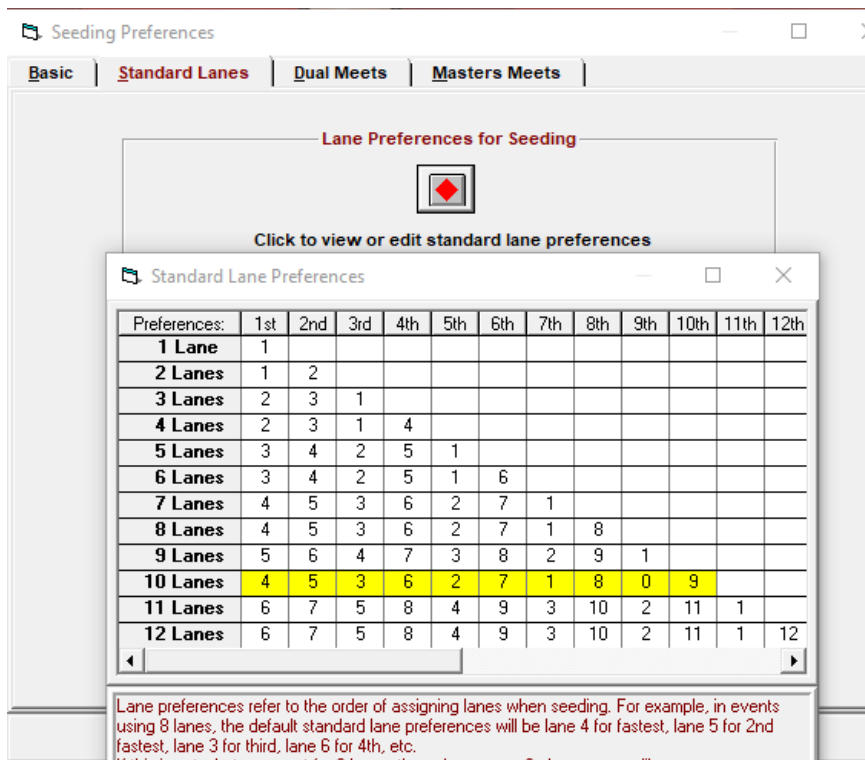 Seeding Preferences
Basic Standard Lanes Dual Meets Masters Meets
Lane Preferences for Seeding
Click to view or edit standard lane preferences
Standard Lane Preferences
Preferences: 1st 2nd 3rd 4th 5th 6th 7th 8th 9th 10th 11th 12th
1 Lane 1
2 Lanes 1 2
3 Lanes 2 3 1
4 Lanes 2 3 1 4
5 Lanes 3 4 2 5 1
6 Lanes 3 4 2 5 1 6
7 Lanes 4 5 3 6 2 7 1
8 Lanes 4 5 3 6 2 7 1 8
9 Lanes 5 6 4 7 3 8 2 9 1
10 Lanes 4 5 3 6 2 7 1 8 0 9
11 Lanes 6 7 5 8 4 9 3 10 2 11 1
12 Lanes 6 7 5 8 4 9 3 10 2 11 1 12
Lane preferences refer to the order of assigning lanes when seeding. For example, in events
using 8 lanes, the default standard lane preferences will be lane 4 for fastest, lane 5 for 2nd
fastest, lane 3 for third, lane 6 for 4th, etc.